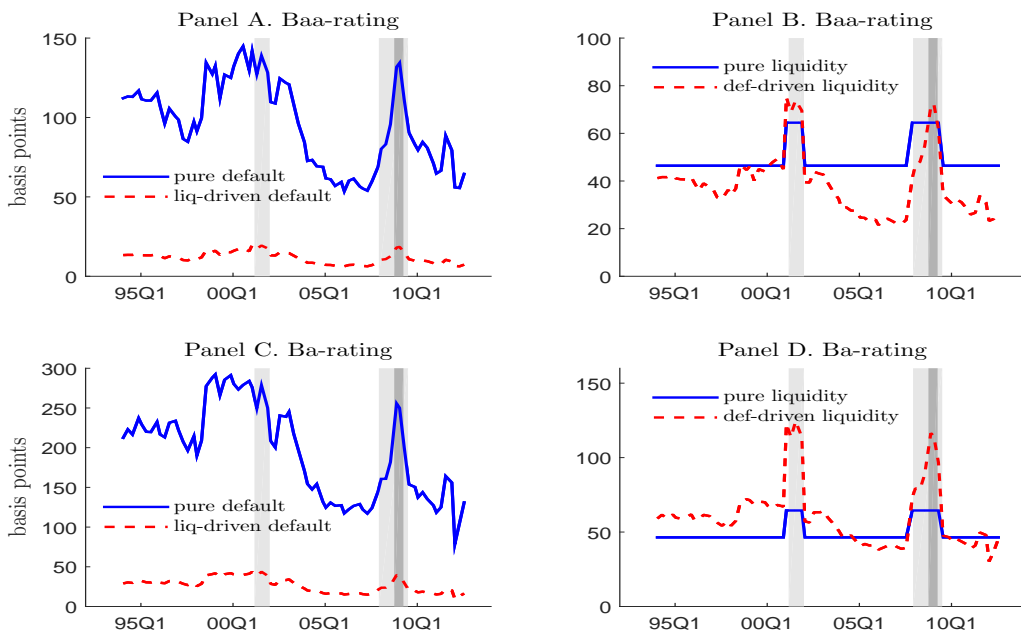 Panel A. Baa-rating
150
100
50
0
basis points
pure default
liq-driven default
95Q1 00Q1 05Q1 10Q1
Panel B. Baa-rating
100
80
60
40
20
0
pure liquidity
def-driven liquidity
95Q1 00Q1 05Q1 10Q1
Panel C. Ba-rating
300
250
200
150
100
50
0
basis points
pure default
liq-driven default
95Q1 00Q1 05Q1 10Q1
Panel D. Ba-rating
150
100
50
0
pure liquidity
def-driven liquidity
95Q1 00Q1 05Q1 10Q1